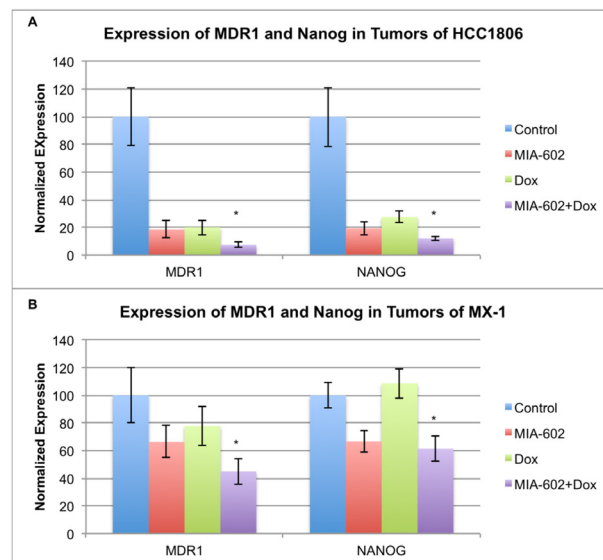 A
Expression of MDR1 and Nanog in Tumors of HCC1806
Normalized EXpression
140
120
100
80
60
40
20
0
*
*
MDR1
NANOG
Control
MIA-602
Dox
MIA-602+Dox
B
Expression of MDR1 and Nanog in Tumors of MX-1
Normalized Expression
140
120
100
80
60
40
20
0
*
*
MDR1
NANOG
Control
MIA-602
Dox
MIA-602+Dox